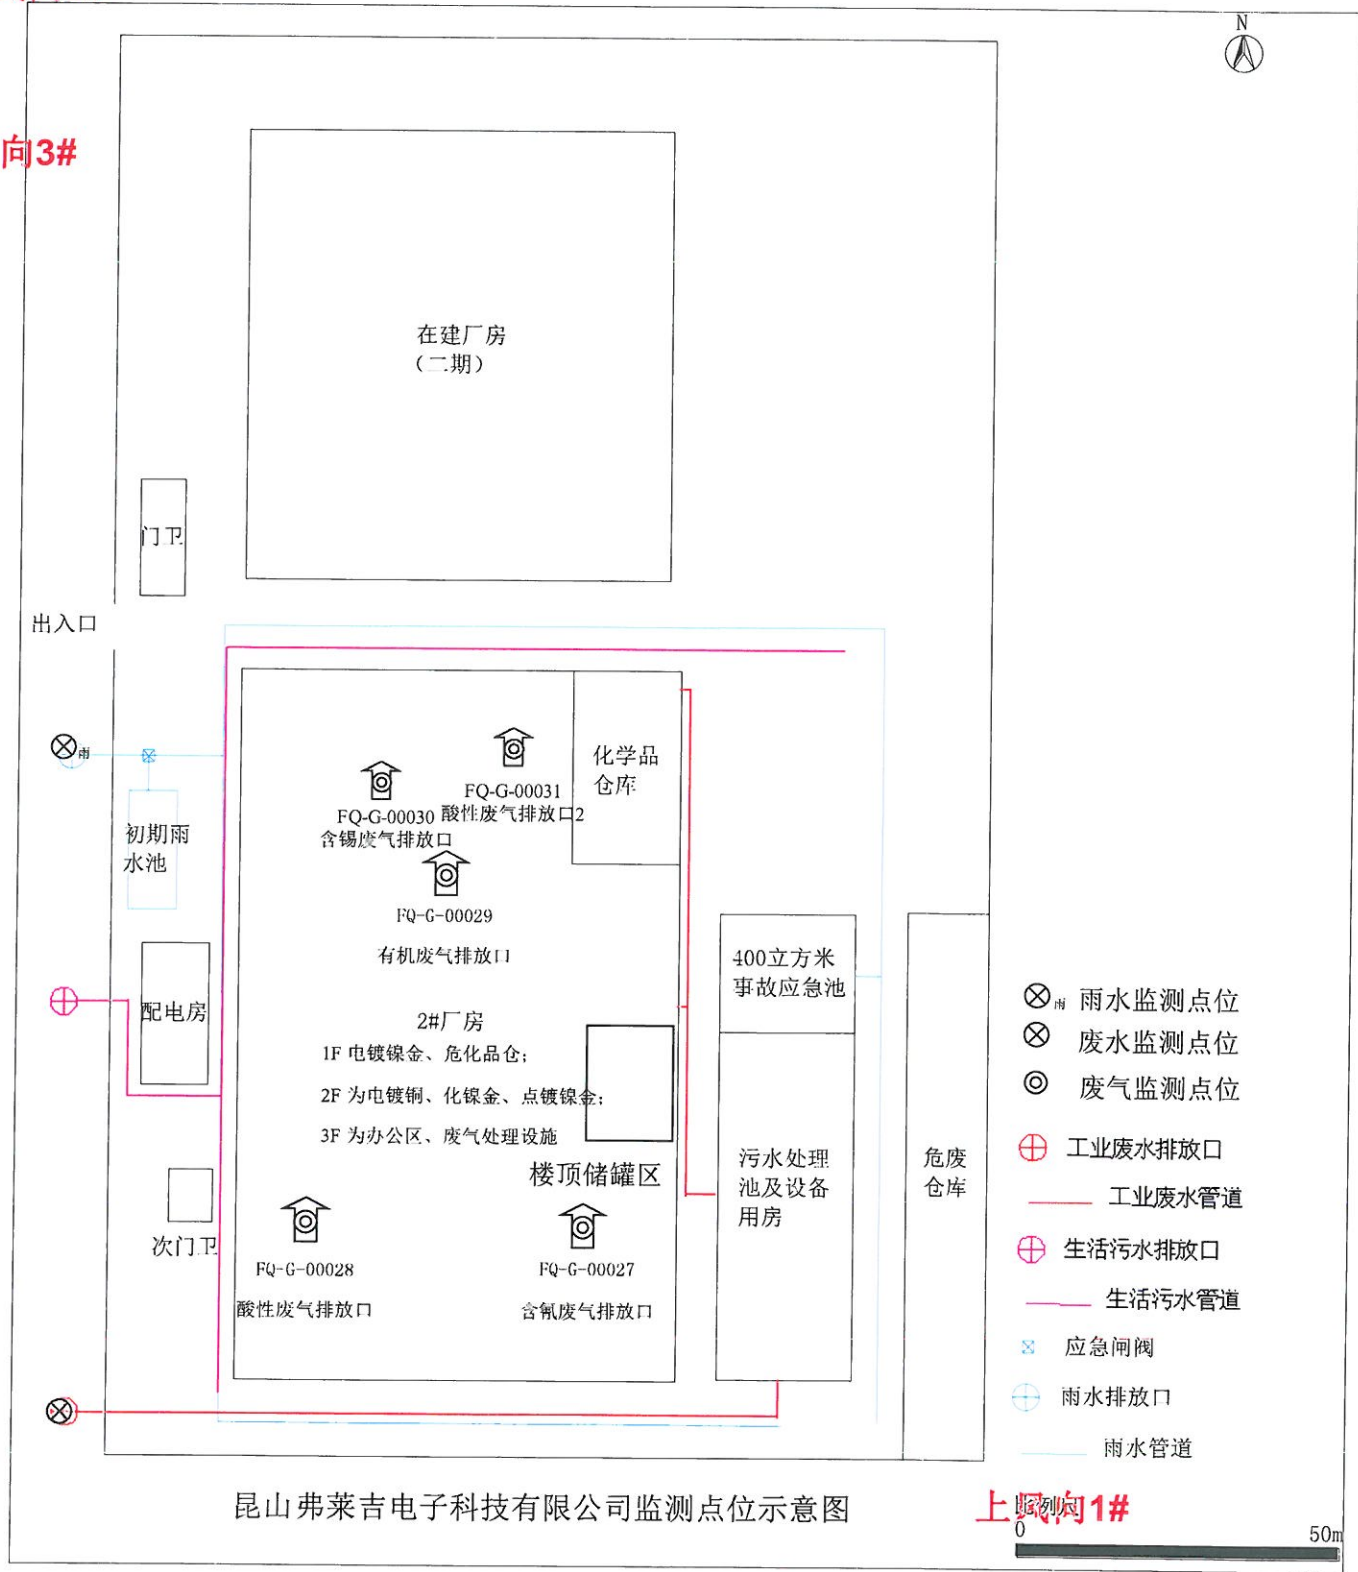 N
向3#
在建厂房
（二期）
门卫
出入口
雨
化学品
仓库
FQ-G-00031
酸性废气排放口2
FQ-G-00030
含锡废气排放口
初期雨
水池
FQ-G-00029
有机废气排放口
400立方米
事故应急池
配电房
2#厂房
1F 电镀镍金、危化品仓;
2F 为电镀铜、化镍金、点镀镍金;
3F 为办公区、废气处理设施
楼顶储罐区
污水处理
池及设备
用房
危废
仓库
次门卫
FQ-G-00028
酸性废气排放口
FQ-G-00027
含氰废气排放口
雨 雨水监测点位
废水监测点位
废气监测点位
工业废水排放口
工业废水管道
生活污水排放口
生活污水管道
应急闸阀
雨水排放口
雨水管道
昆山弗莱吉电子科技有限公司监测点位示意图
上风向1#
0
50m